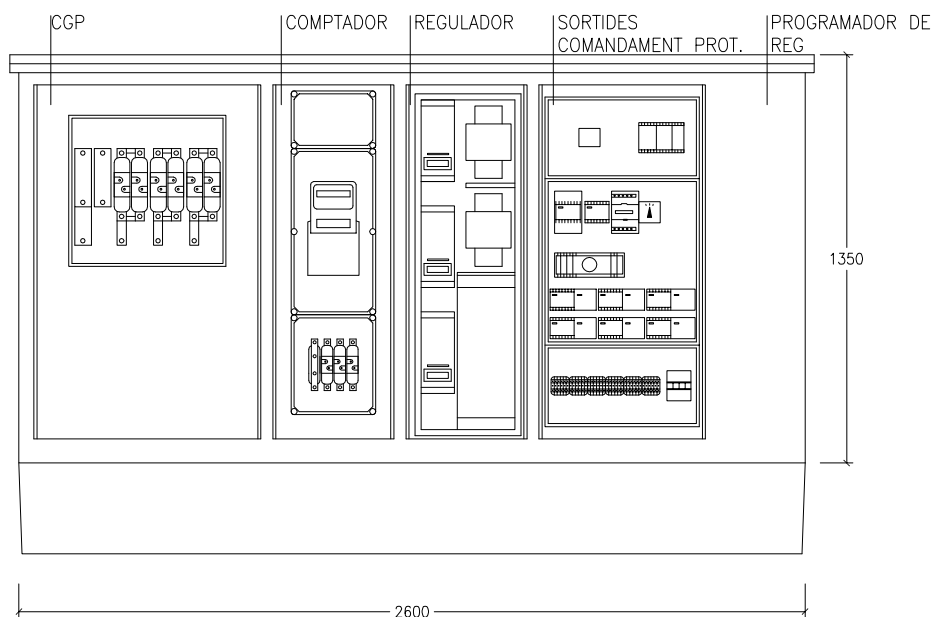 CGP
COMPTADOR
REGULADOR
SORTIDES
COMANDAMENT PROT.
PROGRAMADOR DE
REG
1350
2600